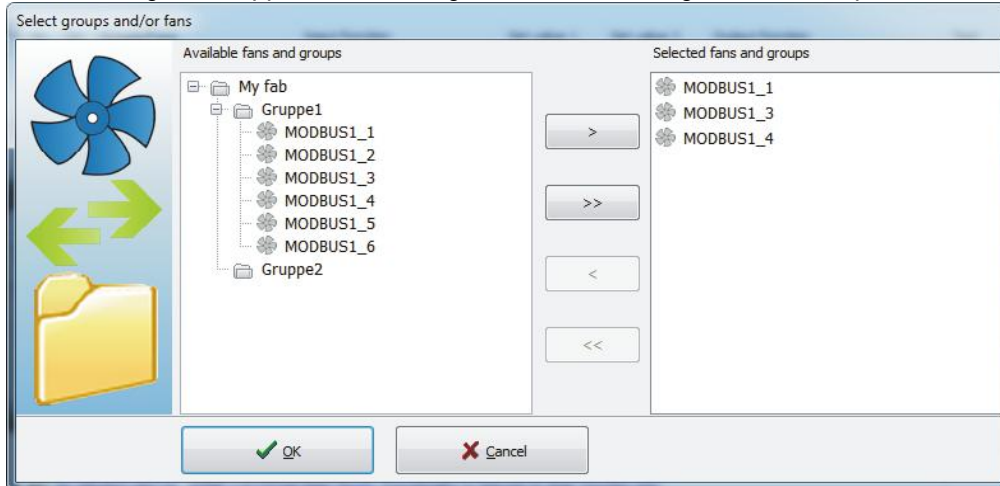 Select groups and/or fans
Available fans and groups
My fab
Gruppe1
MODBUS1_1
MODBUS1_2
MODBUS1_3
MODBUS1_4
MODBUS1_5
MODBUS1_6
Gruppe2
>
>>
<
<<
Selected fans and groups
MODBUS1_1
MODBUS1_3
MODBUS1_4
OK
Cancel